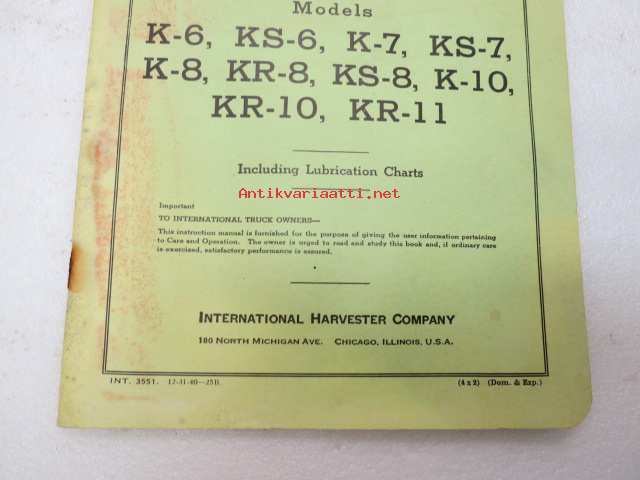 Models
K-6, KS-6, K-7, KS-7,
K-8, KR-8, KS-8, K-10,
KR-10, KR-11
Including Lubrication Charts
Antikvariaatti.net
Important
TO INTERNATIONAL TRUCK OWNERS—
This instruction manual is furnished for the purpose of giving the user information pertaining
to Care and Operation. The owner is urged to read and study this book and, if ordinary care
is exercised, satisfactory performance is assured.
INTERNATIONAL HARVESTER COMPANY
180 NORTH MICHIGAN AVE. CHICAGO, ILLINOIS, U.S.A.
INT. 3551. 12-31-40—25B. (4 x 2) (Dom. & Exp.)